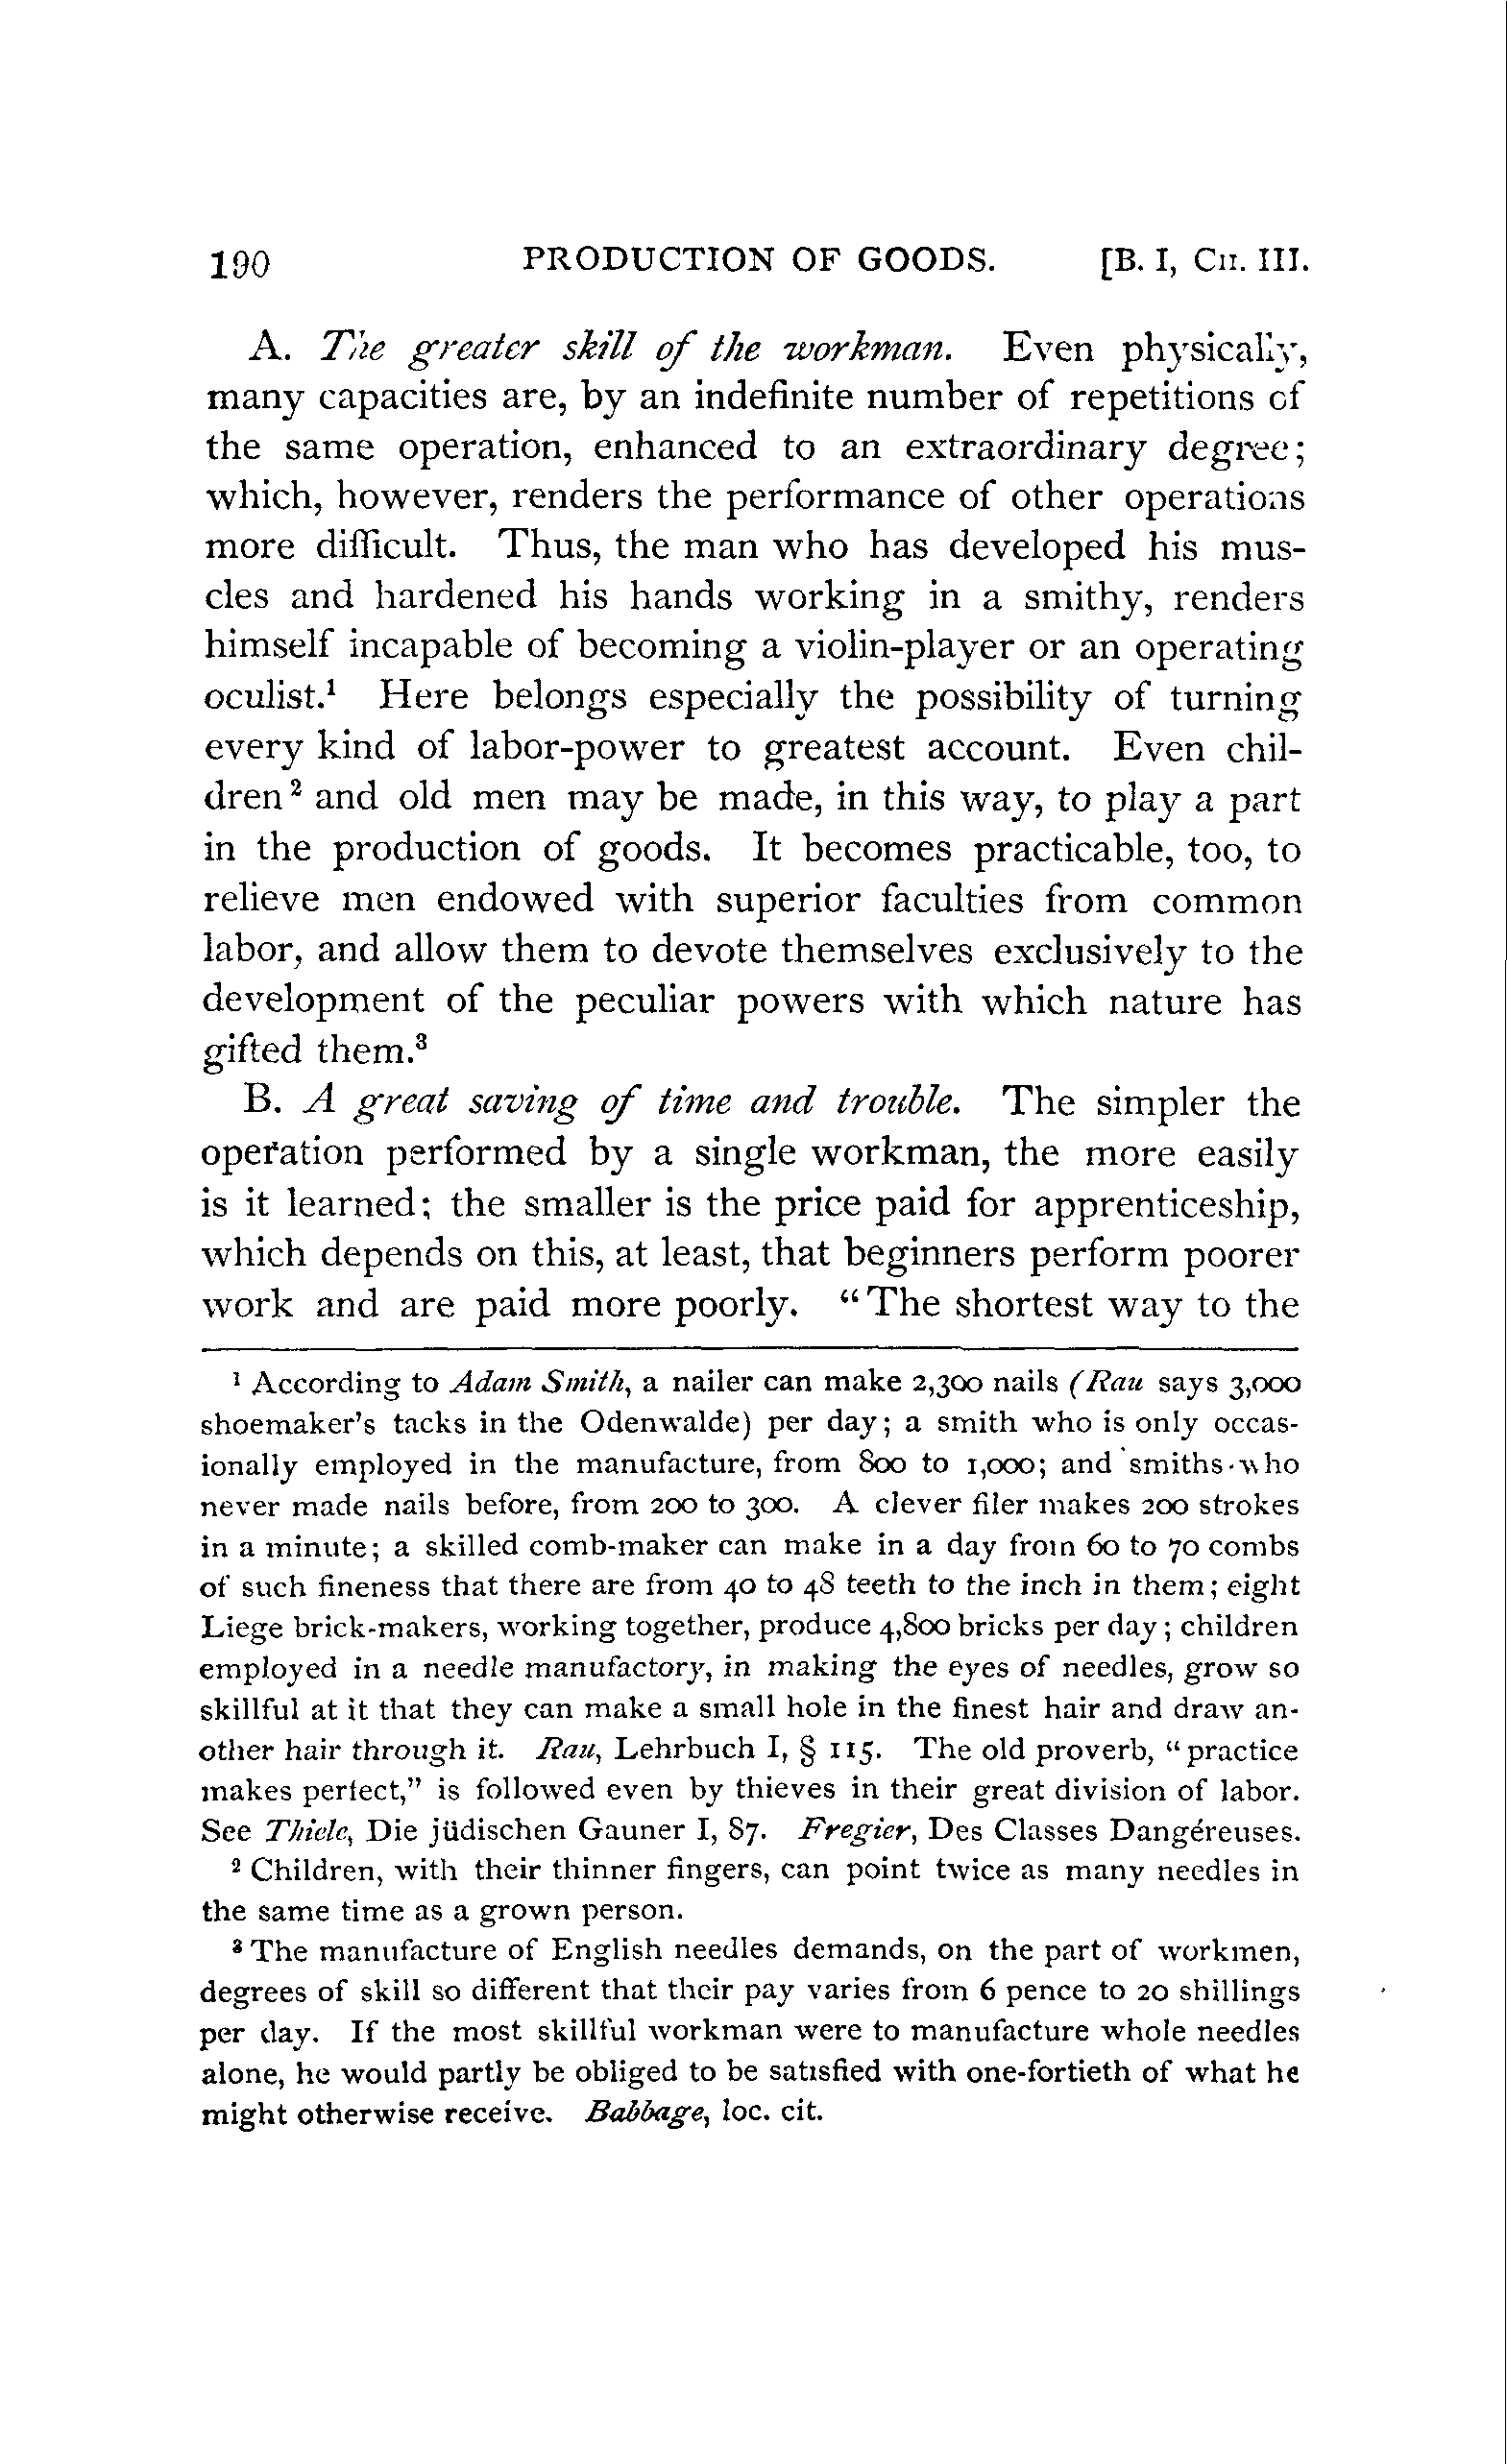 190 PRODUCTION OF GOODS. [B. I, CH. III.
A. The greater skill of the workman. Even physically,
many capacities are, by an indefinite number of repetitions of
the same operation, enhanced to an extraordinary degree;
which, however, renders the performance of other operations
more difficult. Thus, the man who has developed his mus-
cles and hardened his hands working in a smithy, renders
himself incapable of becoming a violin-player or an operating
oculist.¹ Here belongs especially the possibility of turning
every kind of labor-power to greatest account. Even chil-
dren² and old men may be made, in this way, to play a part
in the production of goods. It becomes practicable, too, to
relieve men endowed with superior faculties from common
labor, and allow them to devote themselves exclusively to the
development of the peculiar powers with which nature has
gifted them.³
B. A great saving of time and trouble. The simpler the
operation performed by a single workman, the more easily
is it learned; the smaller is the price paid for apprenticeship,
which depends on this, at least, that beginners perform poorer
work and are paid more poorly. “The shortest way to the
¹ According to Adam Smith, a nailer can make 2,300 nails (Rau says 3,000
shoemaker's tacks in the Odenwalde) per day; a smith who is only occas-
ionally employed in the manufacture, from 800 to 1,000; and smiths who
never made nails before, from 200 to 300. A clever filer makes 200 strokes
in a minute; a skilled comb-maker can make in a day from 60 to 70 combs
of such fineness that there are from 40 to 48 teeth to the inch in them; eight
Liege brick-makers, working together, produce 4,800 bricks per day; children
employed in a needle manufactory, in making the eyes of needles, grow so
skillful at it that they can make a small hole in the finest hair and draw an-
other hair through it. Rau, Lehrbuch I, § 115. The old proverb, “practice
makes perfect,” is followed even by thieves in their great division of labor.
See Thiele, Die jüdischen Gauner I, 87. Fregier, Des Classes Dangéreuses.
² Children, with their thinner fingers, can point twice as many needles in
the same time as a grown person.
³ The manufacture of English needles demands, on the part of workmen,
degrees of skill so different that their pay varies from 6 pence to 20 shillings
per day. If the most skillful workman were to manufacture whole needles
alone, he would partly be obliged to be satisfied with one-fortieth of what he
might otherwise receive. Babbage, loc. cit.